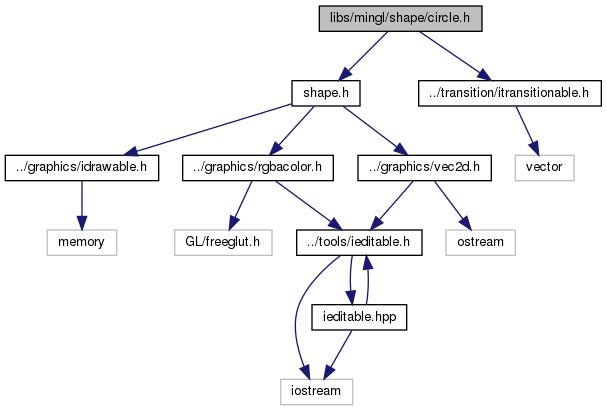 libs/mingl/shape/circle.h
shape.h
../transition/itransitionable.h
../graphics/idrawable.h
../graphics/rgbacolor.h
../graphics/vec2d.h
vector
memory
GL/freeglut.h
../tools/ieditable.h
ostream
ieditable.hpp
iostream